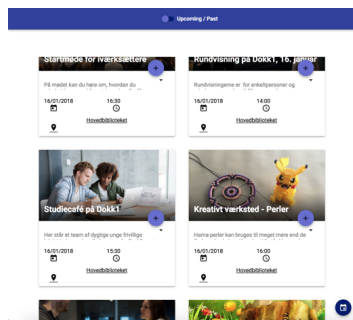 Upcoming / Past
Startmøde for iværksættere
Rundvisning på Dokk1, 16. januar
På mødet kan du høre om, hvordan du
Rundvisningerne er for enkeltpersoner og
16/01/2018
16:30
16/01/2018
14:00
Hovedbiblioteket
Hovedbiblioteket
Studiecafé på Dokk1
Kreativt værksted - Perler
Her står et team af dygtige unge frivillige
Hama-perler kan bruges til meget mere end de
16/01/2018
15:30
16/01/2018
16:00
Hovedbiblioteket
Hovedbiblioteket